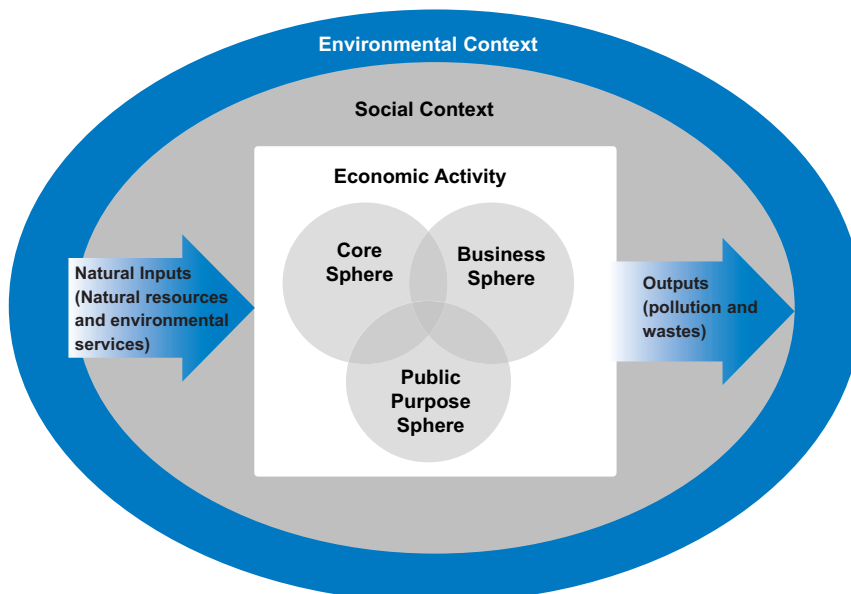 Environmental Context
Social Context
Economic Activity
Core
Sphere
Business
Sphere
Natural Inputs
(Natural resources
and environmental
services)
Outputs
(pollution and
wastes)
Public
Purpose
Sphere